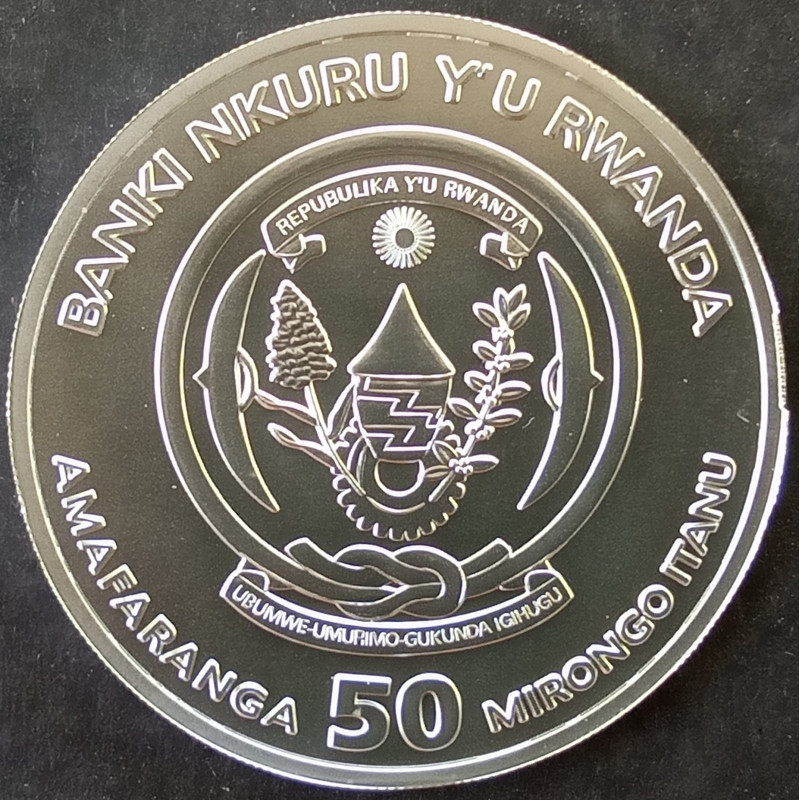 BANKI NKURU Y'U RWANDA
REPUBULIKA Y'U RWANDA
UBUMWE-UMURIMO-GUKUNDA IGIHUGU
AMAFARANGA 50 MIRONGO ITANU